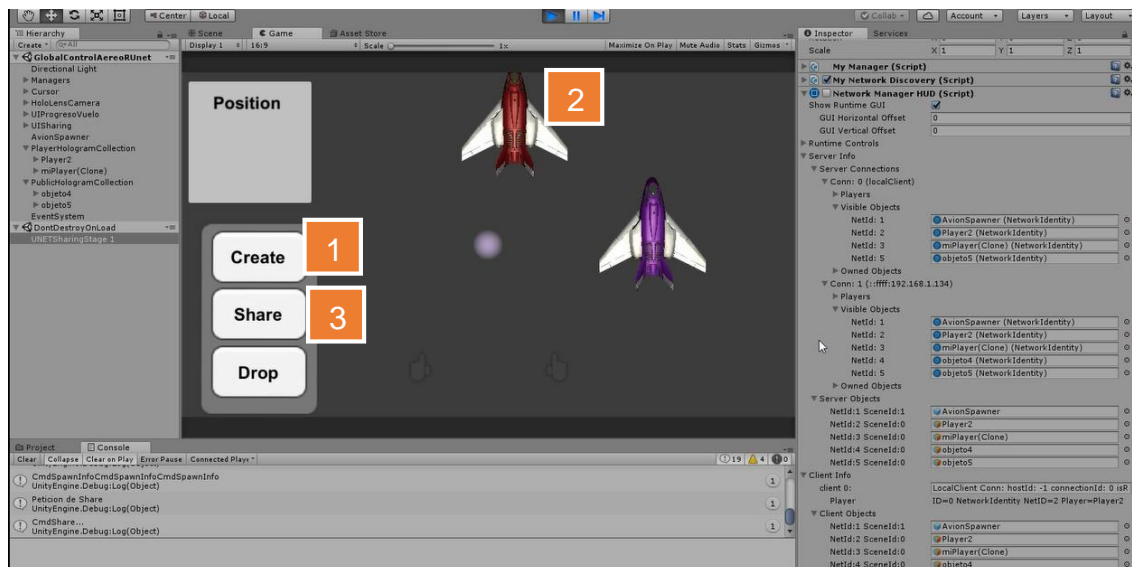 Center
Local
Collab
Account
Layers
Layout
Hierarchy
Create
All
GlobalControlAereoRUnet
Directional Light
Managers
Cursor
HoloLensCamera
UIProgresoVuelo
UISharing
AvionSpawner
PlayerHologramCollection
Player2
miPlayer(Clone)
PublicHologramCollection
objeto4
objeto5
EventSystem
DontDestroyOnLoad
UNETSharingStage 1
Scene
Game
Asset Store
Display 1
16:9
Scale
1x
Maximize On Play
Mute Audio
Stats
Gizmos
Position
2
Create
1
Share
3
Drop
Project
Console
Clear
Collapse
Clear on Play
Error Pause
19
4
0
CmdSpawnInfoCmdSpawnInfoCmdSpawnInfo
UnityEngine.Debug:Log(Object)
1
Peticion de Share
UnityEngine.Debug:Log(Object)
1
CmdShare...
UnityEngine.Debug:Log(Object)
1
Inspector
Services
Scale X 1 Y 1 Z 1
My Manager (Script)
My Network Discovery (Script)
Network Manager HUD (Script)
Show Runtime GUI
GUI Horizontal Offset 0
GUI Vertical Offset 0
Runtime Controls
Server Info
Server Connections
Conn: 0 (localClient)
Players
Visible Objects
NetId: 1 AvionSpawner (NetworkIdentity)
NetId: 2 Player2 (NetworkIdentity)
NetId: 3 miPlayer(Clone) (NetworkIdentity)
NetId: 5 objeto5 (NetworkIdentity)
Owned Objects
Conn: 1 (::ffff:192.168.1.134)
Players
Visible Objects
NetId: 1 AvionSpawner (NetworkIdentity)
NetId: 2 Player2 (NetworkIdentity)
NetId: 3 miPlayer(Clone) (NetworkIdentity)
NetId: 4 objeto4 (NetworkIdentity)
NetId: 5 objeto5 (NetworkIdentity)
Owned Objects
Server Objects
NetId:1 SceneId:1 AvionSpawner
NetId:2 SceneId:0 Player2
NetId:3 SceneId:0 miPlayer(Clone)
NetId:4 SceneId:0 objeto4
NetId:5 SceneId:0 objeto5
Client Info
client 0: LocalClient Conn: hostId: -1 connectionId: 0 isR
Player ID=0 NetworkIdentity NetID=2 Player=Player2
Client Objects
NetId:1 SceneId:1 AvionSpawner
NetId:2 SceneId:0 Player2
NetId:3 SceneId:0 miPlayer(Clone)
NetId:4 SceneId:0 objeto4